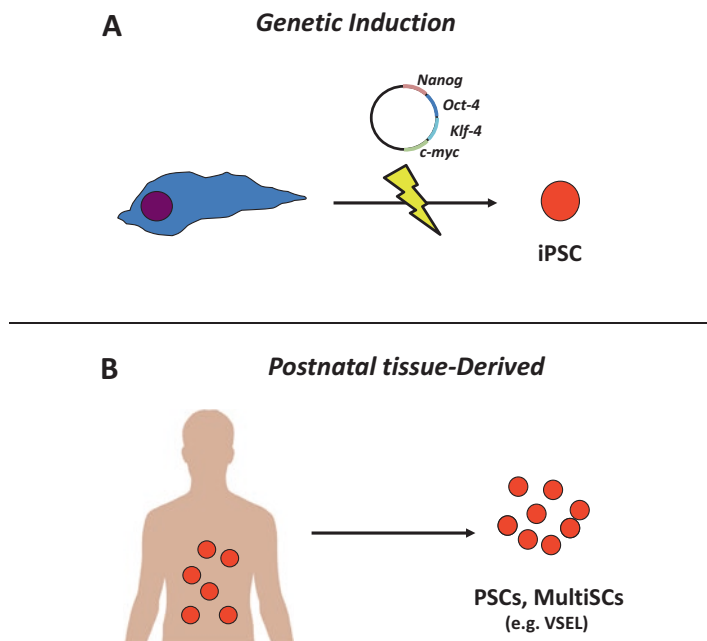 A
Genetic Induction
Nanog
Oct-4
Klf-4
c-myc
iPSC
B
Postnatal tissue-Derived
PSCs, MultiSCs
(e.g. VSEL)